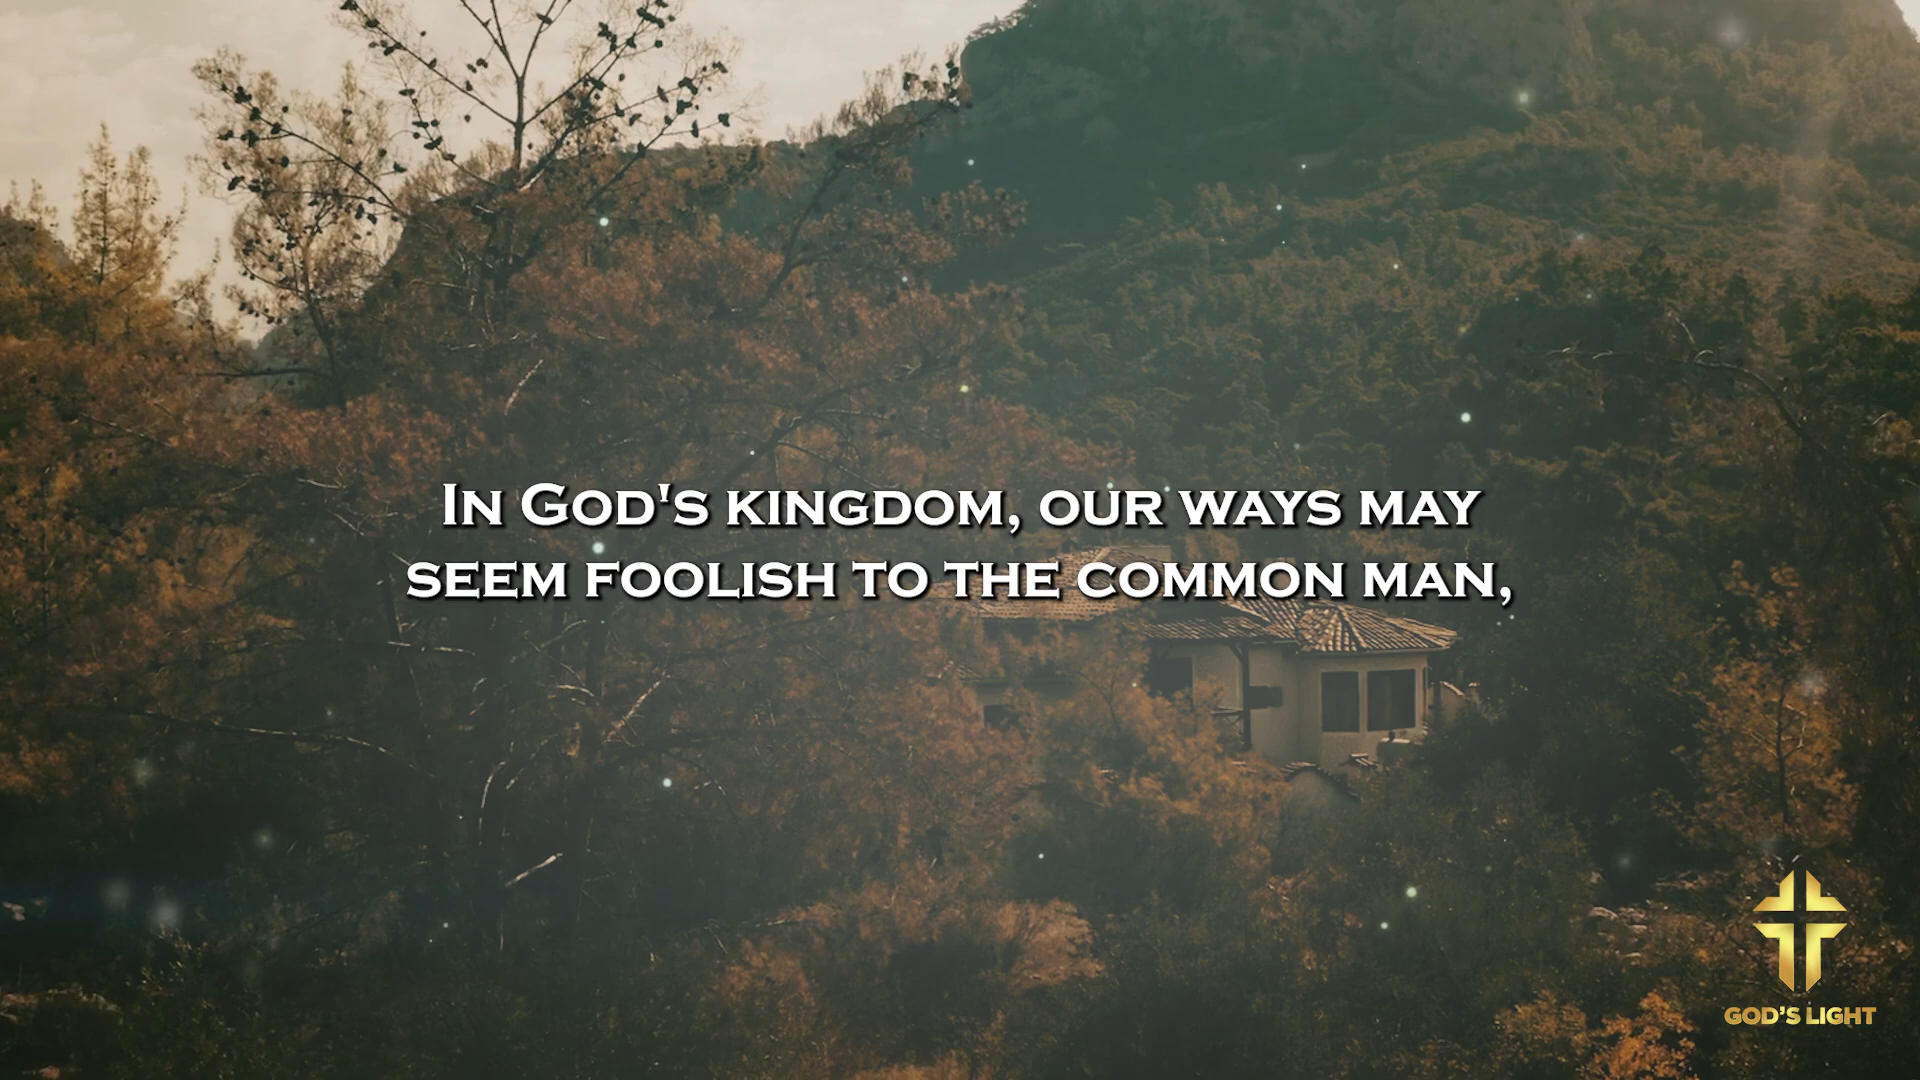 In God's kingdom, our ways may
seem foolish to the common man,
GOD'S LIGHT